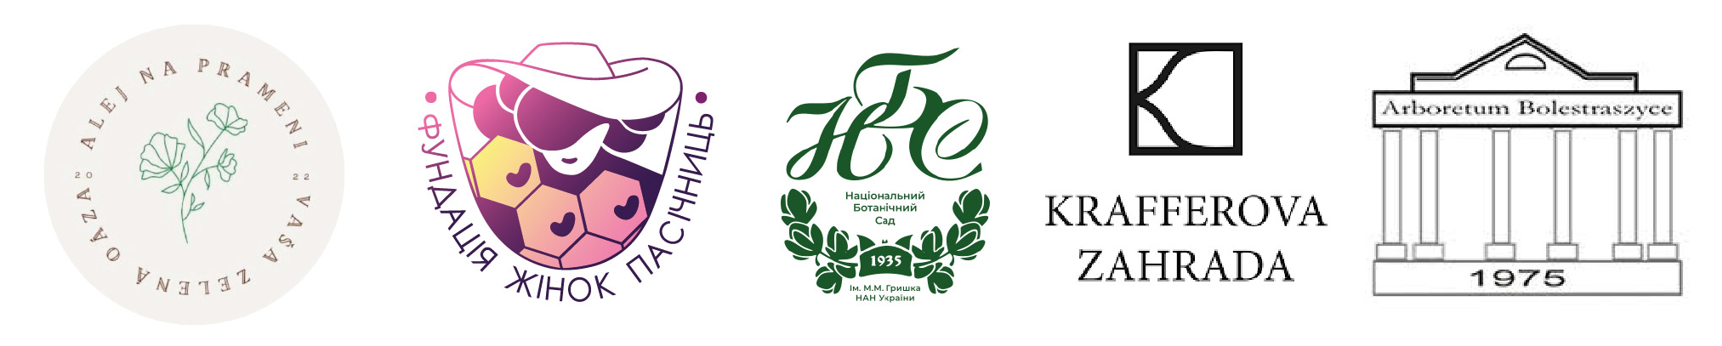 ALEJ NA PRAMENI
20 22
VAŠA ZELENÁ OÁZA
ФУНДАЦІЯ ЖІНОК ПАСІЧНИЦЬ
НБС
Національний
Ботанічний
Сад
1935
ім. М.М. Гришка
НАН України
K
KRAFFEROVA
ZAHRADA
Arboretum Bolestraszyce
1975